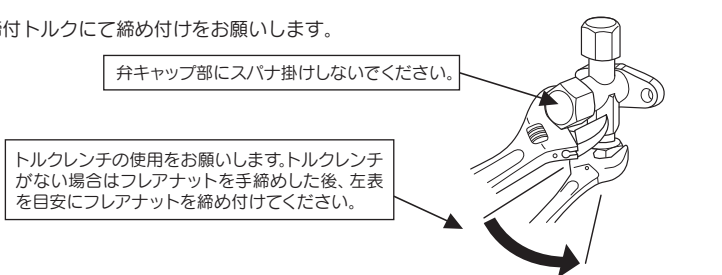 付トルクにて締め付けをお願いします。
弁キャップ部にスパナ掛けしないでください。
トルクレンチの使用をお願いします。トルクレンチ
がない場合はフレアナットを手締めした後、左表
を目安にフレアナットを締め付けてください。